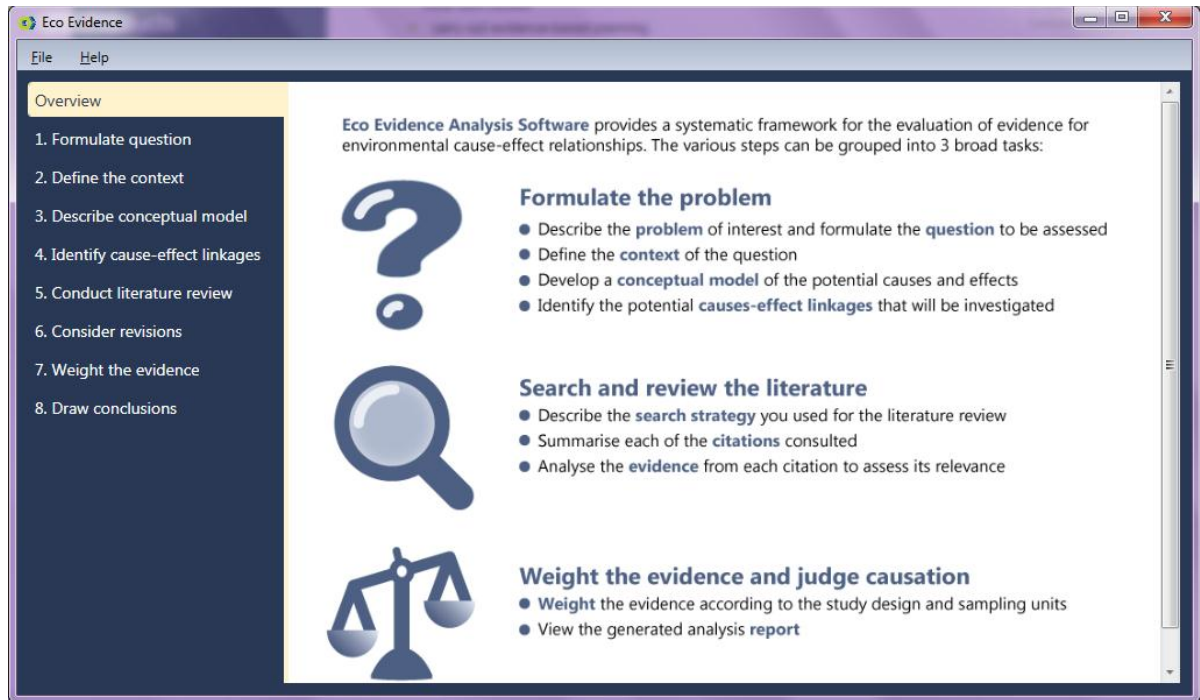 Eco Evidence
File Help
Overview
1. Formulate question
2. Define the context
3. Describe conceptual model
4. Identify cause-effect linkages
5. Conduct literature review
6. Consider revisions
7. Weight the evidence
8. Draw conclusions
Eco Evidence Analysis Software provides a systematic framework for the evaluation of evidence for
environmental cause-effect relationships. The various steps can be grouped into 3 broad tasks:
Formulate the problem
Describe the problem of interest and formulate the question to be assessed
Define the context of the question
Develop a conceptual model of the potential causes and effects
Identify the potential causes-effect linkages that will be investigated
Search and review the literature
Describe the search strategy you used for the literature review
Summarise each of the citations consulted
Analyse the evidence from each citation to assess its relevance
Weight the evidence and judge causation
Weight the evidence according to the study design and sampling units
View the generated analysis report